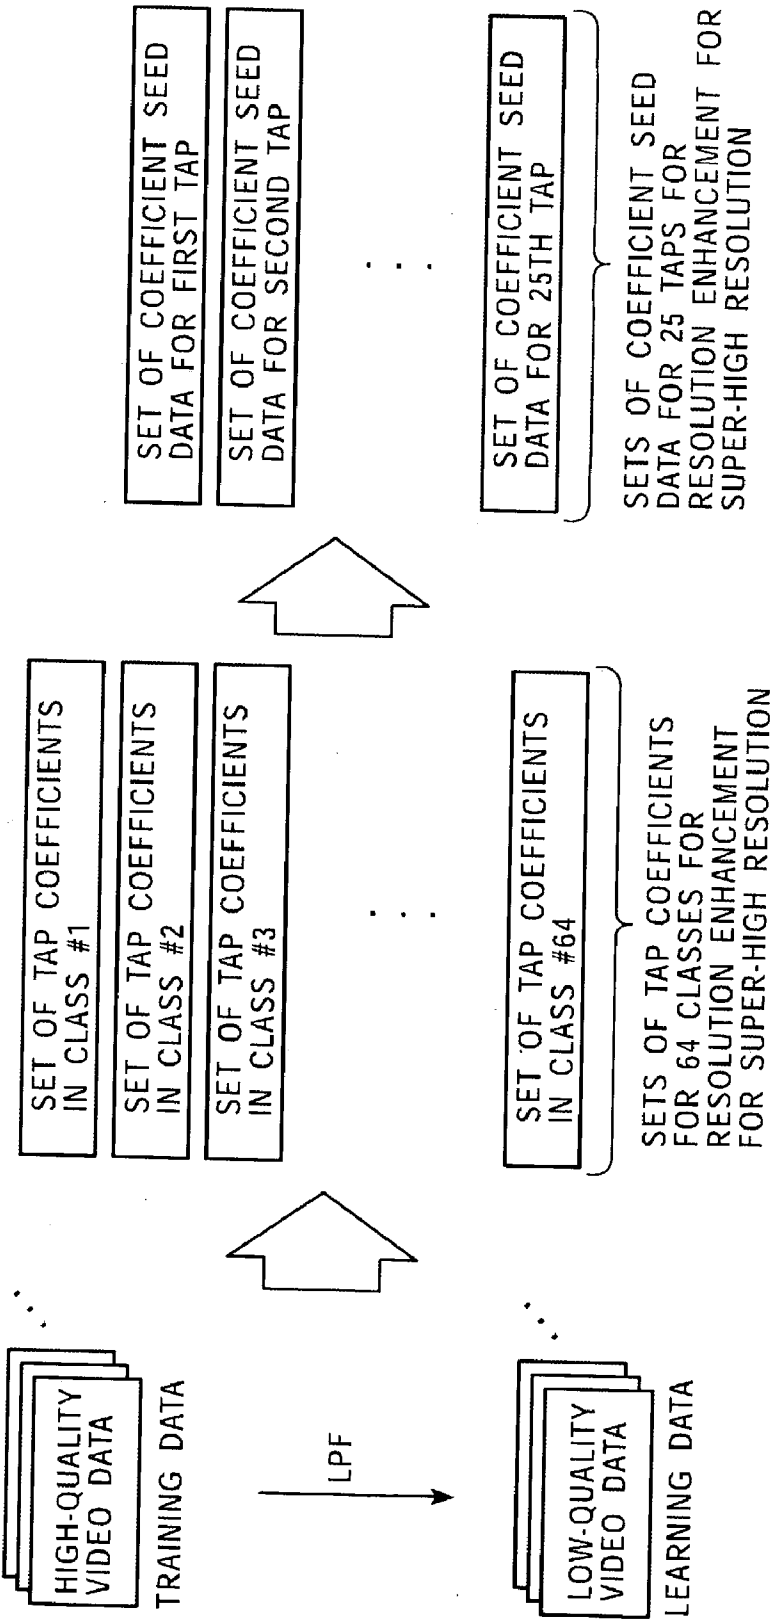 HIGH-QUALITY
VIDEO DATA
TRAINING DATA
LPF
LOW-QUALITY
VIDEO DATA
LEARNING DATA
SET OF TAP COEFFICIENTS
IN CLASS #1
SET OF TAP COEFFICIENTS
IN CLASS #2
SET OF TAP COEFFICIENTS
IN CLASS #3
SET OF TAP COEFFICIENTS
IN CLASS #64
SETS OF TAP COEFFICIENTS
FOR 64 CLASSES FOR
RESOLUTION ENHANCEMENT
FOR SUPER-HIGH RESOLUTION
SET OF COEFFICIENT SEED
DATA FOR FIRST TAP
SET OF COEFFICIENT SEED
DATA FOR SECOND TAP
SET OF COEFFICIENT SEED
DATA FOR 25TH TAP
SETS OF COEFFICIENT SEED
DATA FOR 25 TAPS FOR
RESOLUTION ENHANCEMENT FOR
SUPER-HIGH RESOLUTION